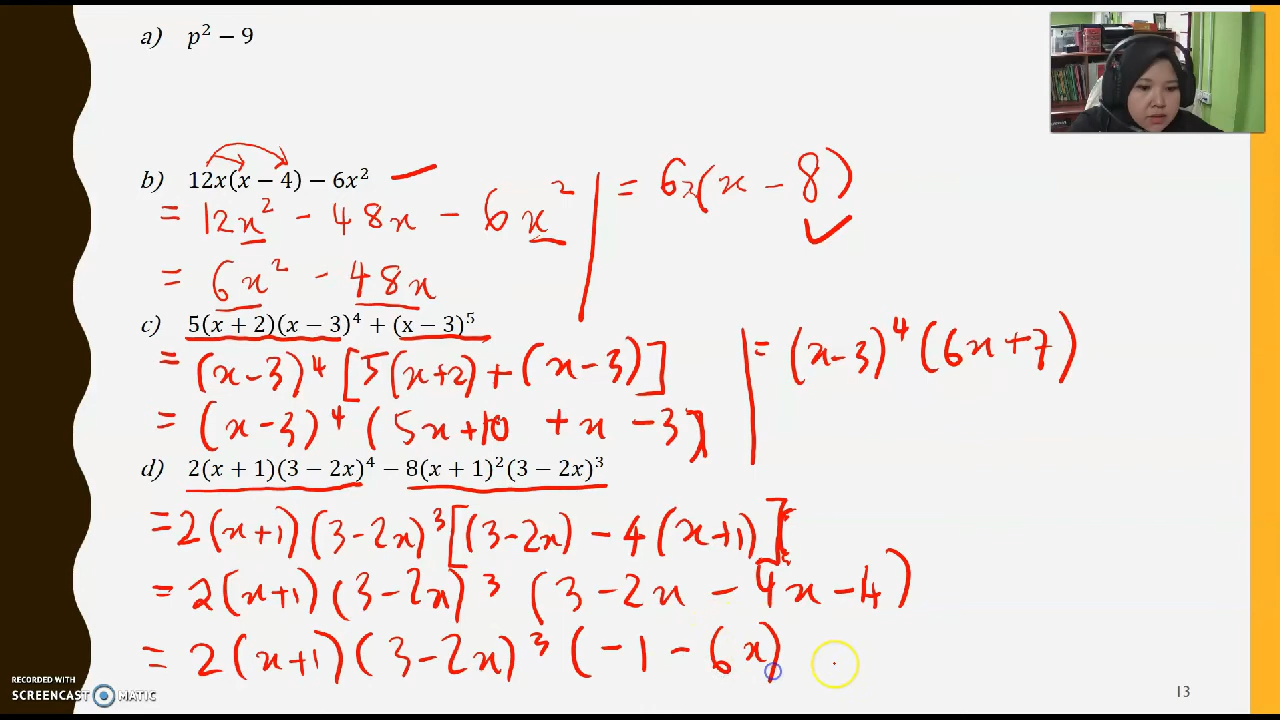 a) p² − 9
b) 12x(x − 4) − 6x²
= 12x² - 48x - 6x²
= 6x² - 48x
= 6x(x - 8)
c) 5(x + 2)(x − 3)⁴ + (x − 3)⁵
= (x-3)⁴ [5(x+2) + (x-3)]
= (x-3)⁴ (5x+10 + x - 3)
= (x-3)⁴ (6x+7)
d) 2(x + 1)(3 − 2x)⁴ − 8(x + 1)²(3 − 2x)³
= 2(x+1)(3-2x)³[(3-2x) - 4(x+1)]
= 2(x+1)(3-2x)³ (3-2x - 4x-4)
= 2(x+1)(3-2x)³ (-1 - 6x)
RECORDED WITH
SCREENCAST O MATIC
13